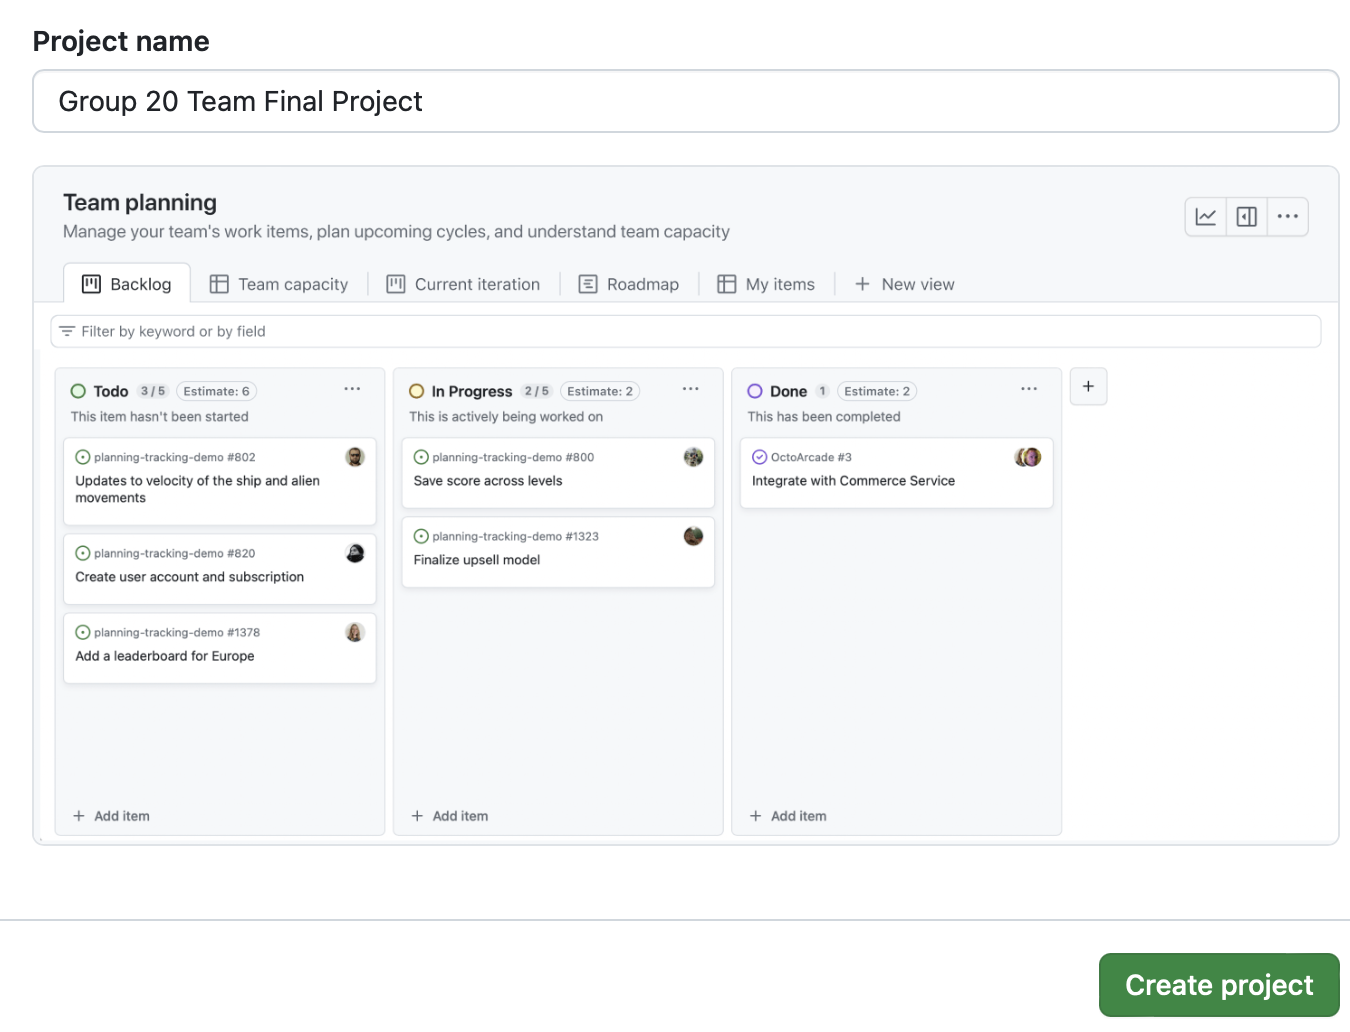 Project name
Group 20 Team Final Project
Team planning
Manage your team's work items, plan upcoming cycles, and understand team capacity
Backlog Team capacity Current iteration Roadmap My items + New view
Filter by keyword or by field
Todo 3 / 5 Estimate: 6 ...
This item hasn't been started
planning-tracking-demo #802
Updates to velocity of the ship and alien
movements
planning-tracking-demo #820
Create user account and subscription
planning-tracking-demo #1378
Add a leaderboard for Europe
+ Add item
In Progress 2 / 5 Estimate: 2 ...
This is actively being worked on
planning-tracking-demo #800
Save score across levels
planning-tracking-demo #1323
Finalize upsell model
+ Add item
Done 1 Estimate: 2 ...
This has been completed
OctoArcade #3
Integrate with Commerce Service
+ Add item
+
Create project